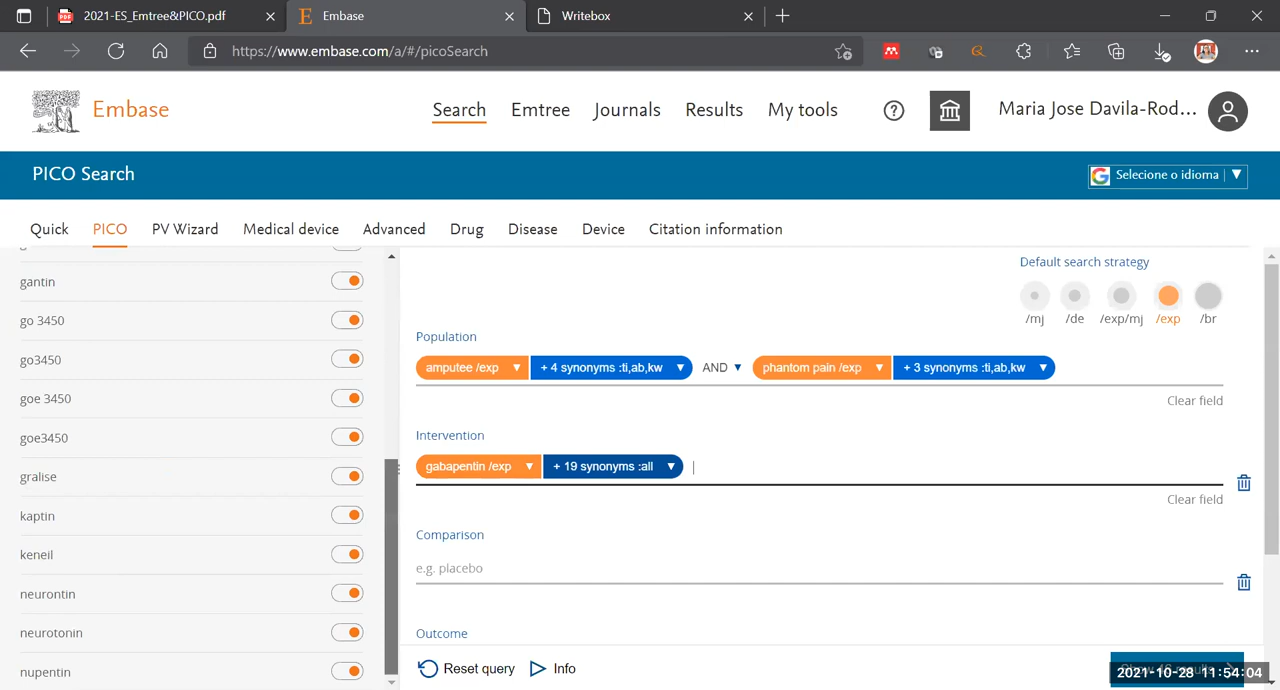 2021-ES_Emtree&PICO.pdf
Embase
Writebox
https://www.embase.com/a/#/picoSearch
Embase
Search
Emtree
Journals
Results
My tools
Maria Jose Davila-Rod...
PICO Search
Selecione o idioma
Quick
PICO
PV Wizard
Medical device
Advanced
Drug
Disease
Device
Citation information
gantin
go 3450
go3450
goe 3450
goe3450
gralise
kaptin
keneil
neurontin
neurotonin
nupentin
Default search strategy
/mj
/de
/exp/mj
/exp
/br
Population
amputee /exp
+ 4 synonyms :ti,ab,kw
AND
phantom pain /exp
+ 3 synonyms :ti,ab,kw
Clear field
Intervention
gabapentin /exp
+ 19 synonyms :all
Clear field
Comparison
e.g. placebo
Outcome
Reset query
Info
2021-10-28 11:54:04